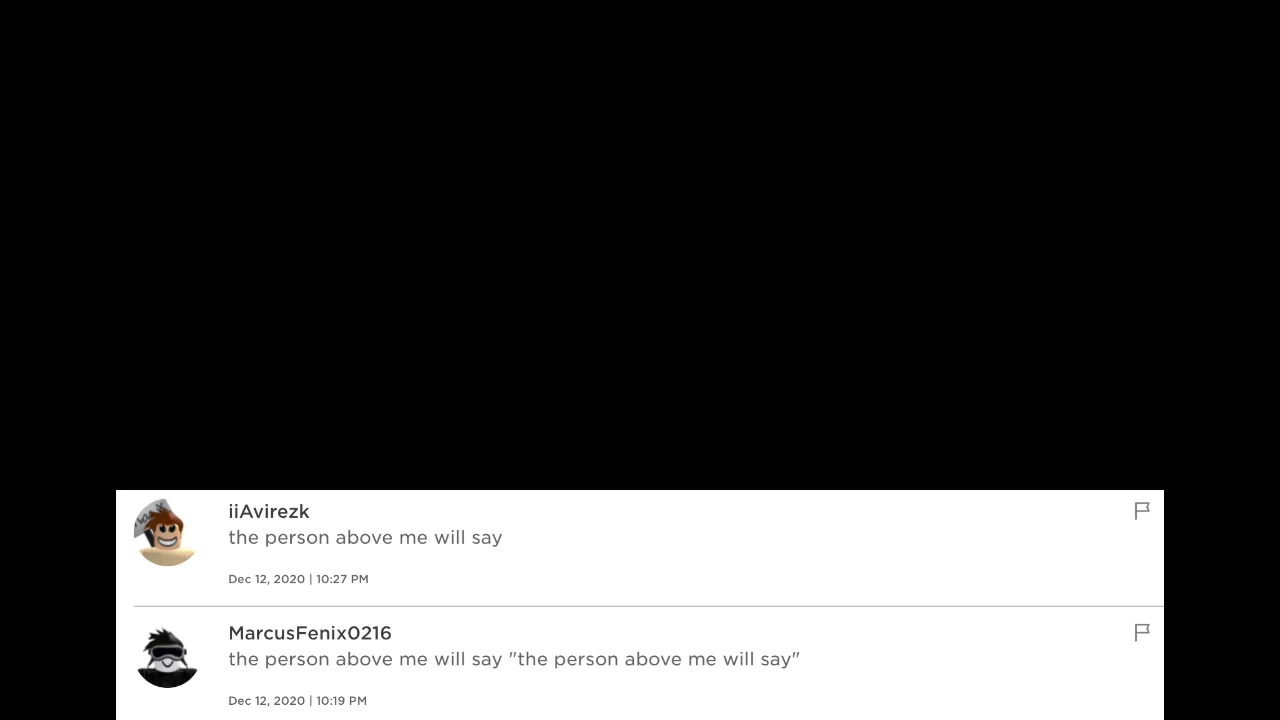 iiAvirezk
the person above me will say
Dec 12, 2020 | 10:27 PM
MarcusFenix0216
the person above me will say "the person above me will say"
Dec 12, 2020 | 10:19 PM